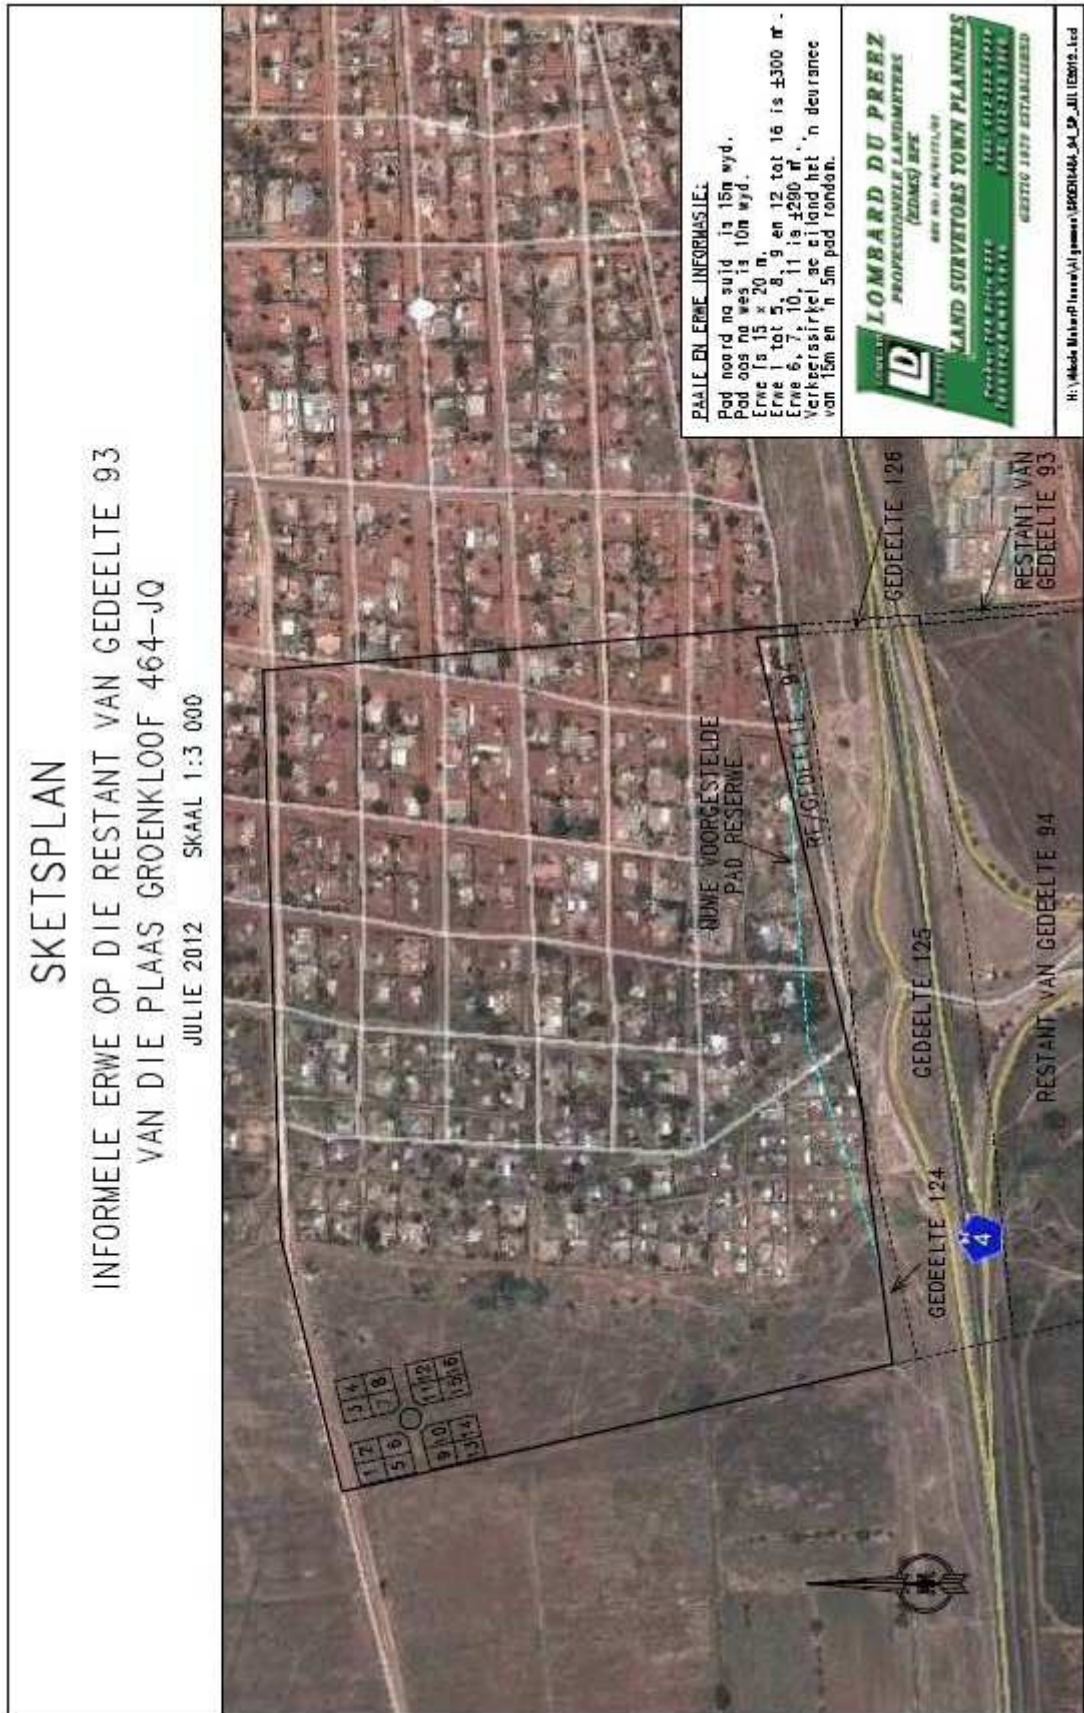 SKETSPLAN
INFORMELE ERWE OP DIE RESTANT VAN GEDEELTE 93
VAN DIE PLAAS GROENKLOOF 464-JQ
JULIE 2012 SKAAL 1:3 000
1 2
5 6
3 4
7 8
9 10
13 14
11 12
15 16
NUWE VOORGESTELDE
PAD RESERWE
RE/GEDEELTE 94
GEDEELTE 124
GEDEELTE 125
GEDEELTE 126
RESTANT VAN
GEDEELTE 93
RESTANT VAN GEDEELTE 94
4
PAAIE EN ERWE INFORMASIE:
Pad noord na suid is 15m wyd.
Pad oos na wes is 10m wyd.
Erwe is 15 x 20 m.
Erwe 1 tot 5, 8, 9 en 12 tot 16 is ±300 m².
Erwe 6, 7, 10, 11 is ±290 m².
Verkeersirkel se eiland het 'n deursnee
van 15m en 'n 5m pad rondom.
LOMBARD DU PREEZ
PROFESSIONELE LANDMETERS
(EDMS) BPK
LAND SURVEYORS TOWN PLANNERS
GESTIG 1977 ESTABLISHED